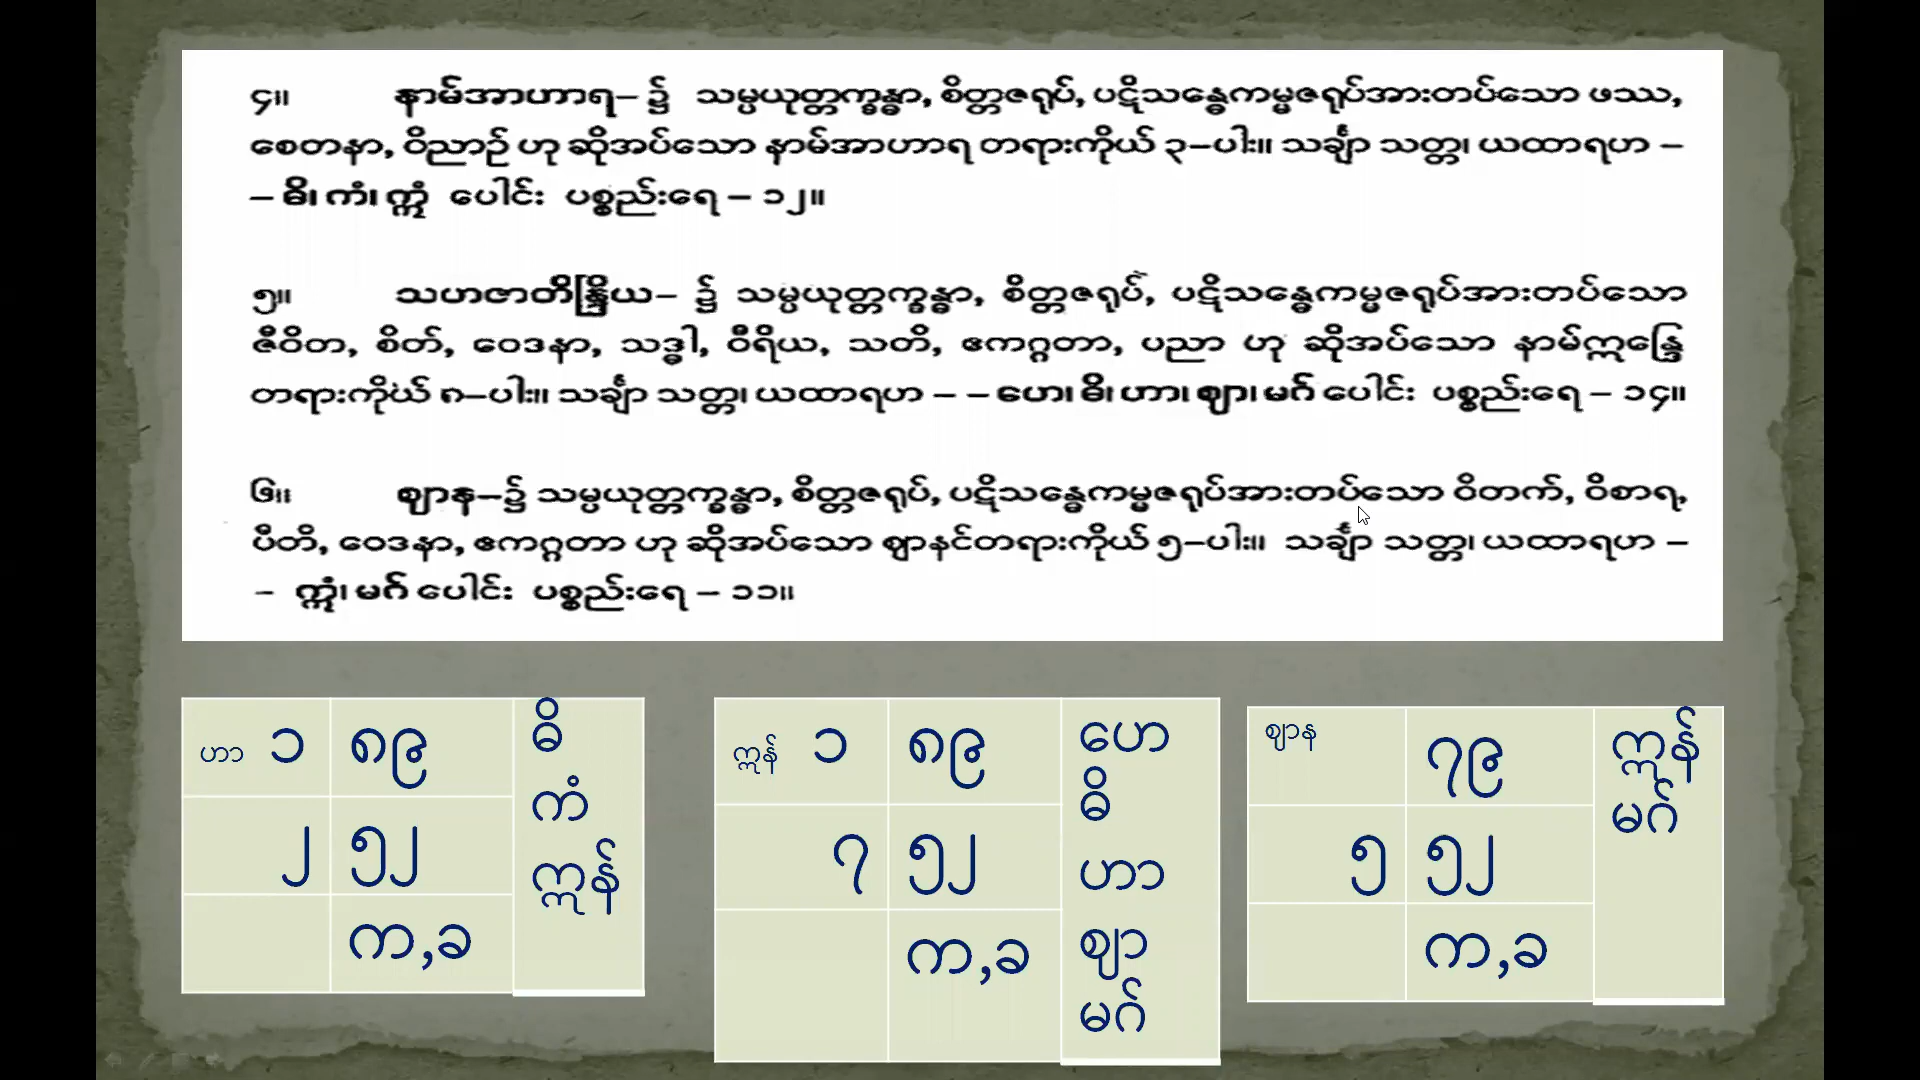 ၄။ နာမ်အာဟာရ– ၌ သမ္ပယုတ္တက္ခန္ဓာ, စိတ္တဇရုပ်, ပဋိသန္ဓေကမ္မဇရုပ်အားတပ်သော ဖဿ,
စေတနာ, ဝိညာဉ် ဟု ဆိုအပ်သော နာမ်အာဟာရ တရားကိုယ် ၃–ပါး။ သချာ်် သတ္တ၊ ယထာရဟ –
– ဓိ၊ ကံ၊ ဣံ ပေါင်း ပစ္စည်းရေ – ၁၂။
၅။ သဟဇာတိန္ဒြိယ– ၌ သမ္ပယုတ္တက္ခန္ဓာ, စိတ္တဇရုပ်, ပဋိသန္ဓေကမ္မဇရုပ်အားတပ်သော
ဇီဝိတ, စိတ်, ဝေဒနာ, သဒ္ဓါ, ဝီရိယ, သတိ, ဧကဂ္ဂတာ, ပညာ ဟု ဆိုအပ်သော နာမ်ဣန္ဒြေ
တရားကိုယ် ၈–ပါး။ သချာ်် သတ္တ၊ ယထာရဟ – – ဟေ၊ ဓိ၊ ဟာ၊ ဈာ၊ မဂ် ပေါင်း ပစ္စည်းရေ – ၁၄။
၆။ ဈာန–၌ သမ္ပယုတ္တက္ခန္ဓာ, စိတ္တဇရုပ်, ပဋိသန္ဓေကမ္မဇရုပ်အားတပ်သော ဝိတက်, ဝိစာရ,
ပီတိ, ဝေဒနာ, ဧကဂ္ဂတာ ဟု ဆိုအပ်သော ဈာနင်တရားကိုယ် ၅–ပါး။ သချာ်် သတ္တ၊ ယထာရဟ –
– ဣံ၊ မဂ် ပေါင်း ပစ္စည်းရေ – ၁၁။
ဟာ ၁ ၈၉ ဓိ
ကံ
၂ ၅၂ ဣန်
က,ခ
ဣန် ၁ ၈၉ ဟေ
ဓိ
၇ ၅၂ ဟာ
က,ခ ဈာ
မဂ်
ဈာန ၇၉ ဣန်
မဂ်
၅ ၅၂
က,ခ